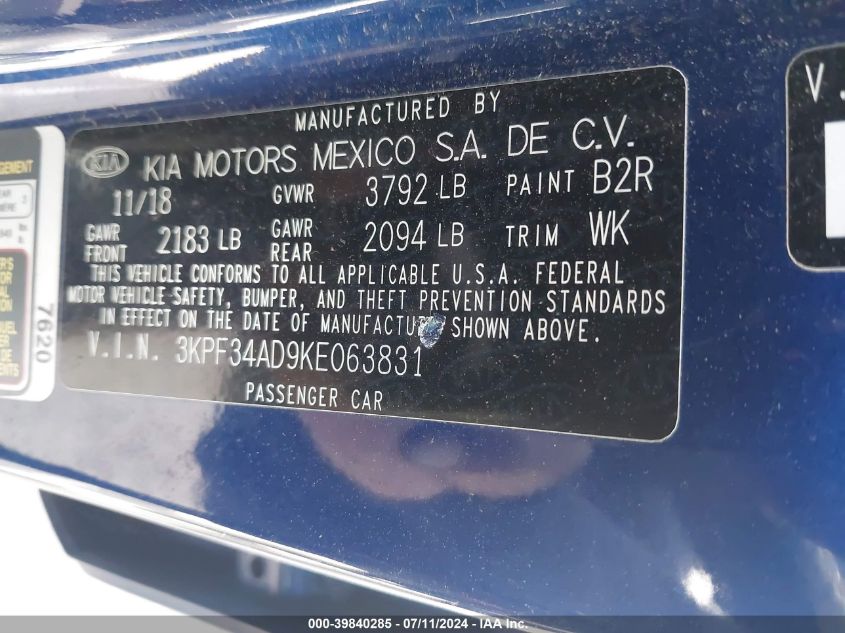 MANUFACTURED BY
KIA KIA MOTORS MEXICO S.A. DE C.V.
11/18 GVWR 3792 LB PAINT B2R
GAWR FRONT 2183 LB GAWR REAR 2094 LB TRIM WK
THIS VEHICLE CONFORMS TO ALL APPLICABLE U.S.A. FEDERAL
MOTOR VEHICLE SAFETY, BUMPER, AND THEFT PREVENTION STANDARDS
IN EFFECT ON THE DATE OF MANUFACTURE SHOWN ABOVE.
V.I.N. 3KPF34AD9KE063831
PASSENGER CAR
7620
V.
000-39840285 - 07/11/2024 - IAA Inc.